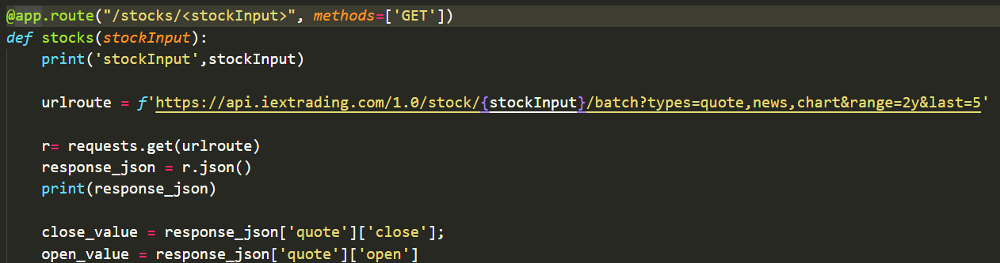 @app.route("/stocks/<stockInput>", methods=['GET'])
def stocks(stockInput):
print('stockInput',stockInput)
urlroute = f'https://api.iextrading.com/1.0/stock/{stockInput}/batch?types=quote,news,chart&range=2y&last=5'
r= requests.get(urlroute)
response_json = r.json()
print(response_json)
close_value = response_json['quote']['close'];
open_value = response_json['quote']['open']